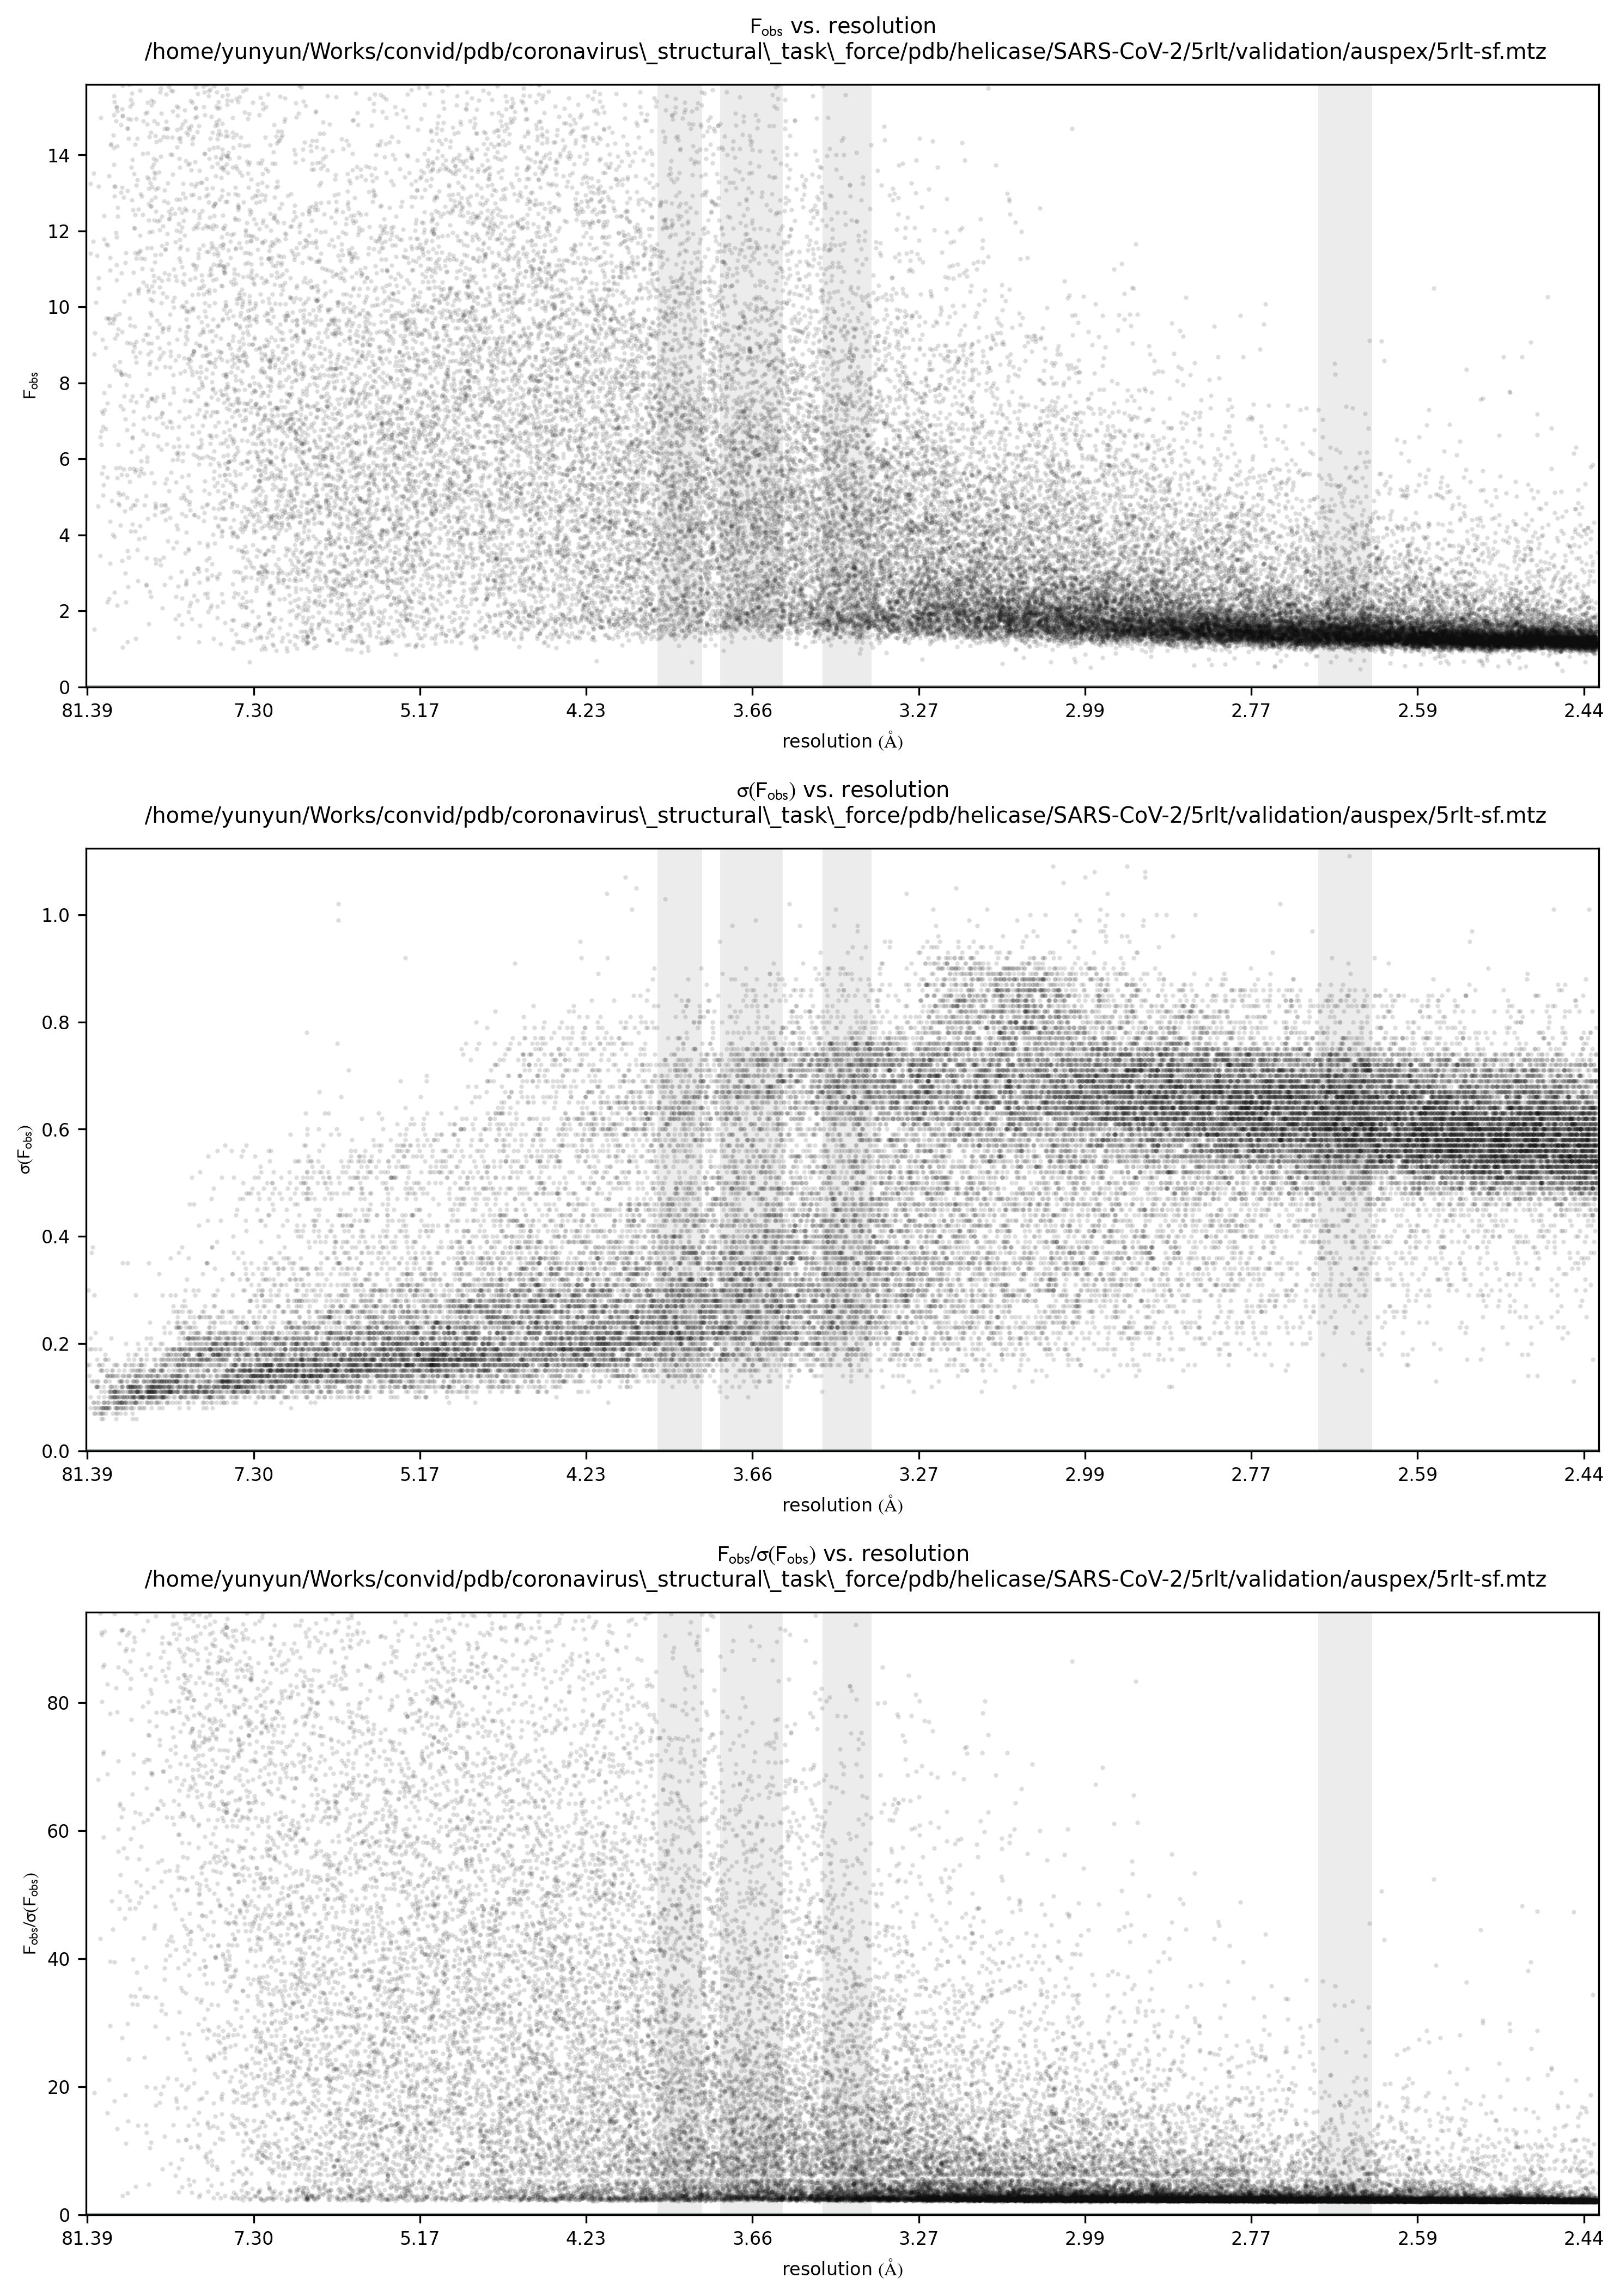 Fobs vs. resolution
/home/yunyun/Works/convid/pdb/coronavirus\_structural\_task\_force/pdb/helicase/SARS-CoV-2/5rlt/validation/auspex/5rlt-sf.mtz
14
12
10
8
6
4
2
0
Fobs
81.39 7.30 5.17 4.23 3.66 3.27 2.99 2.77 2.59 2.44
resolution (Å)
σ(Fobs) vs. resolution
/home/yunyun/Works/convid/pdb/coronavirus\_structural\_task\_force/pdb/helicase/SARS-CoV-2/5rlt/validation/auspex/5rlt-sf.mtz
1.0
0.8
0.6
0.4
0.2
0.0
σ(Fobs)
81.39 7.30 5.17 4.23 3.66 3.27 2.99 2.77 2.59 2.44
resolution (Å)
Fobs/σ(Fobs) vs. resolution
/home/yunyun/Works/convid/pdb/coronavirus\_structural\_task\_force/pdb/helicase/SARS-CoV-2/5rlt/validation/auspex/5rlt-sf.mtz
80
60
40
20
0
Fobs/σ(Fobs)
81.39 7.30 5.17 4.23 3.66 3.27 2.99 2.77 2.59 2.44
resolution (Å)